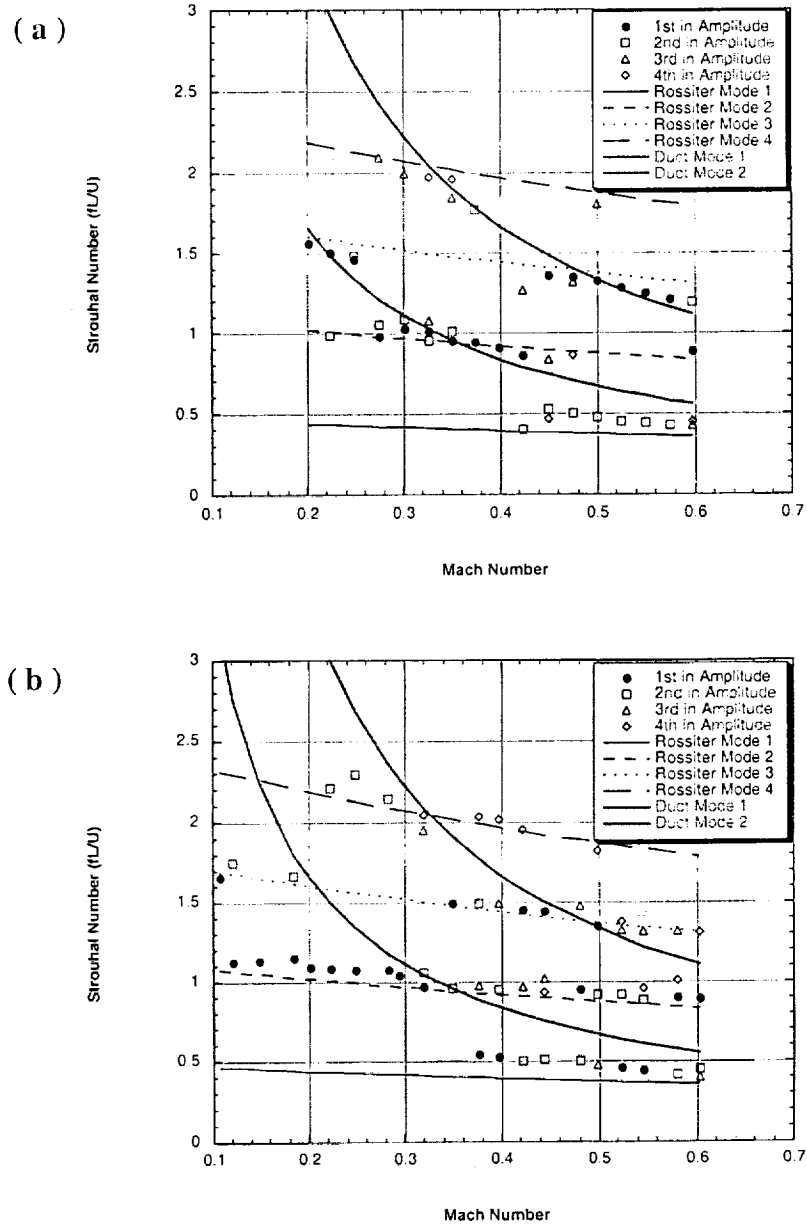 (a)
3
2.5
2
1.5
1
0.5
0
Strouhal Number (fL/U)
1st in Amplitude
2nd in Amplitude
3rd in Amplitude
4th in Amplitude
Rossiter Mode 1
Rossiter Mode 2
Rossiter Mode 3
Rossiter Mode 4
Duct Mode 1
Duct Mode 2
0.1
0.2
0.3
0.4
0.5
0.6
0.7
Mach Number
(b)
3
2.5
2
1.5
1
0.5
0
Strouhal Number (fL/U)
1st in Amplitude
2nd in Amplitude
3rd in Amplitude
4th in Amplitude
Rossiter Mode 1
Rossiter Mode 2
Rossiter Mode 3
Rossiter Mode 4
Duct Mode 1
Duct Mode 2
0.1
0.2
0.3
0.4
0.5
0.6
0.7
Mach Number